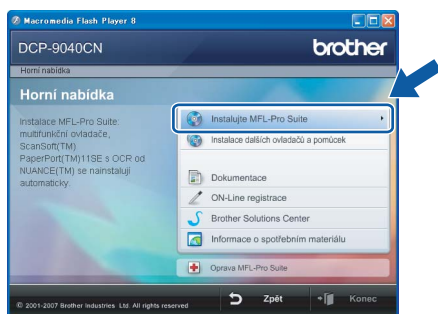 Macromedia Flash Player 8
DCP-9040CN
brother
Horní nabídka
Horní nabídka
Instalace MFL-Pro Suite:
multifunkční ovladače,
ScanSoft(TM)
PaperPort(TM)11SE s OCR od
NUANCE(TM) se nainstalují
automaticky.
Instalujte MFL-Pro Suite
Instalace dalších ovladačů a pomůcek
Dokumentace
ON-Line registrace
Brother Solutions Center
Informace o spotřebním materiálu
Oprava MFL-Pro Suite
© 2001-2007 Brother Industries Ltd. All rights reserved
Zpět
Konec